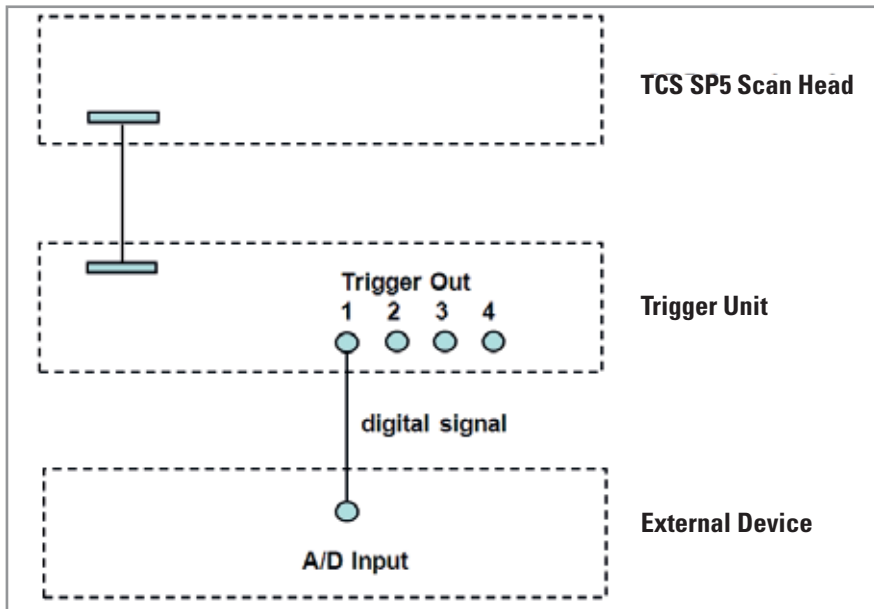 TCS SP5 Scan Head
Trigger Out
1 2 3 4
Trigger Unit
digital signal
External Device
A/D Input